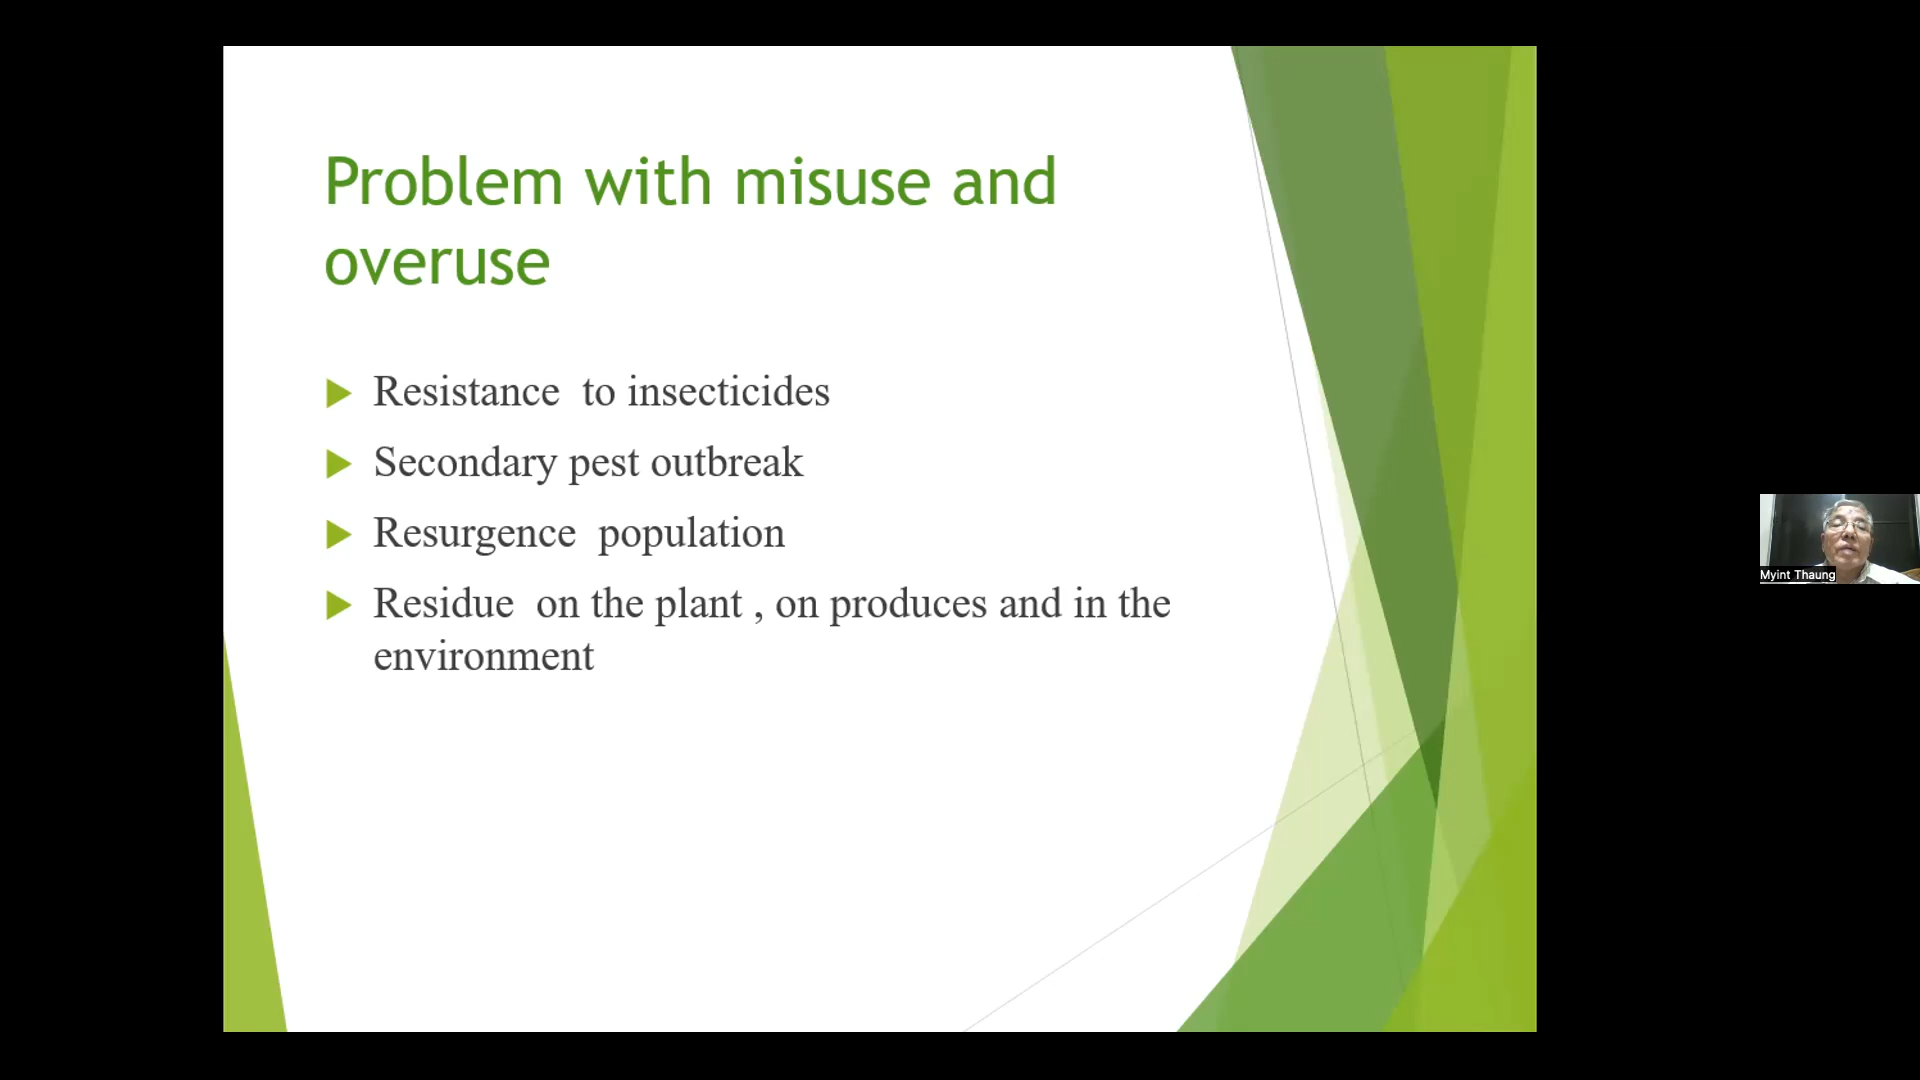 Problem with misuse and
overuse
Resistance to insecticides
Secondary pest outbreak
Resurgence population
Residue on the plant , on produces and in the
environment
Myint Thaung